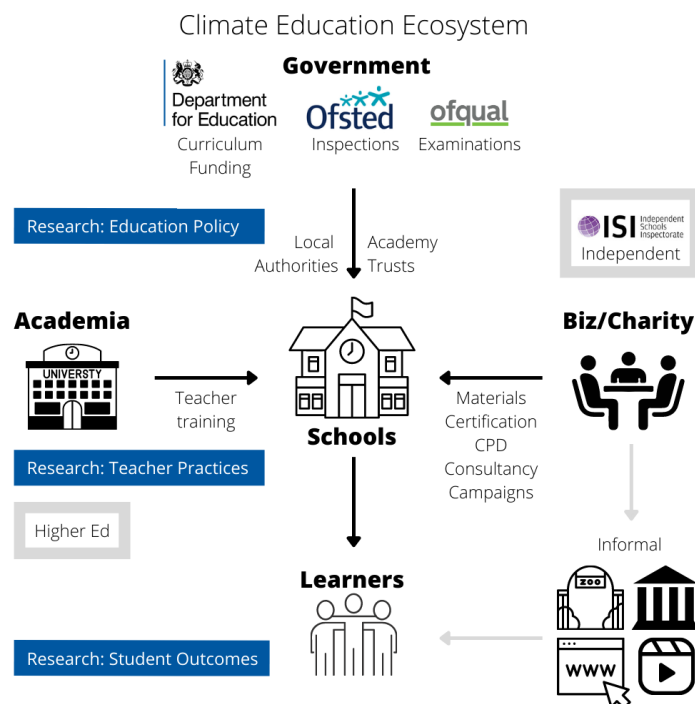 Climate Education Ecosystem
Government
Department
for Education
Curriculum
Funding
Ofsted
Inspections
ofqual
Examinations
Research: Education Policy
Local
Authorities
Academy
Trusts
ISI Independent
Schools
Inspectorate
Independent
Academia
UNIVERSTY
Teacher
training
Schools
Biz/Charity
Materials
Certification
CPD
Consultancy
Campaigns
Research: Teacher Practices
Higher Ed
Informal
ZOO
WWW
Learners
Research: Student Outcomes